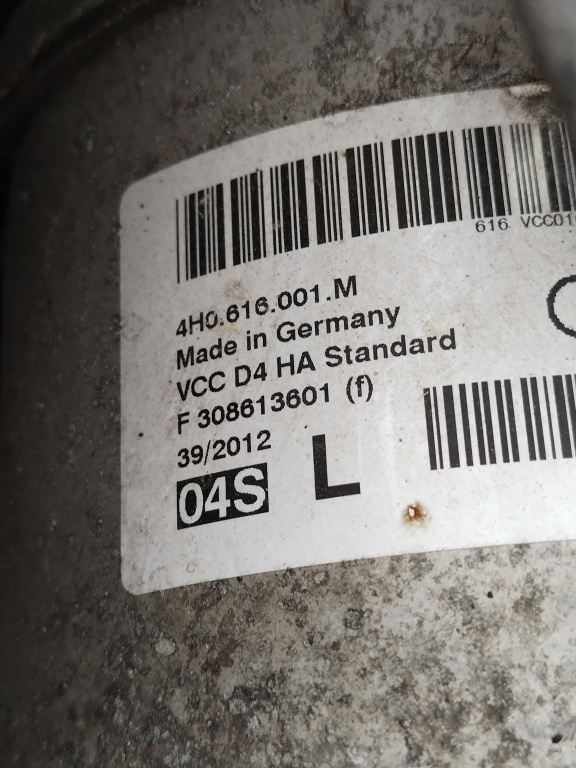 616 VCC01
4H0.616.001.M
Made in Germany
VCC D4 HA Standard
F 308613601 (f)
39/2012
04S L